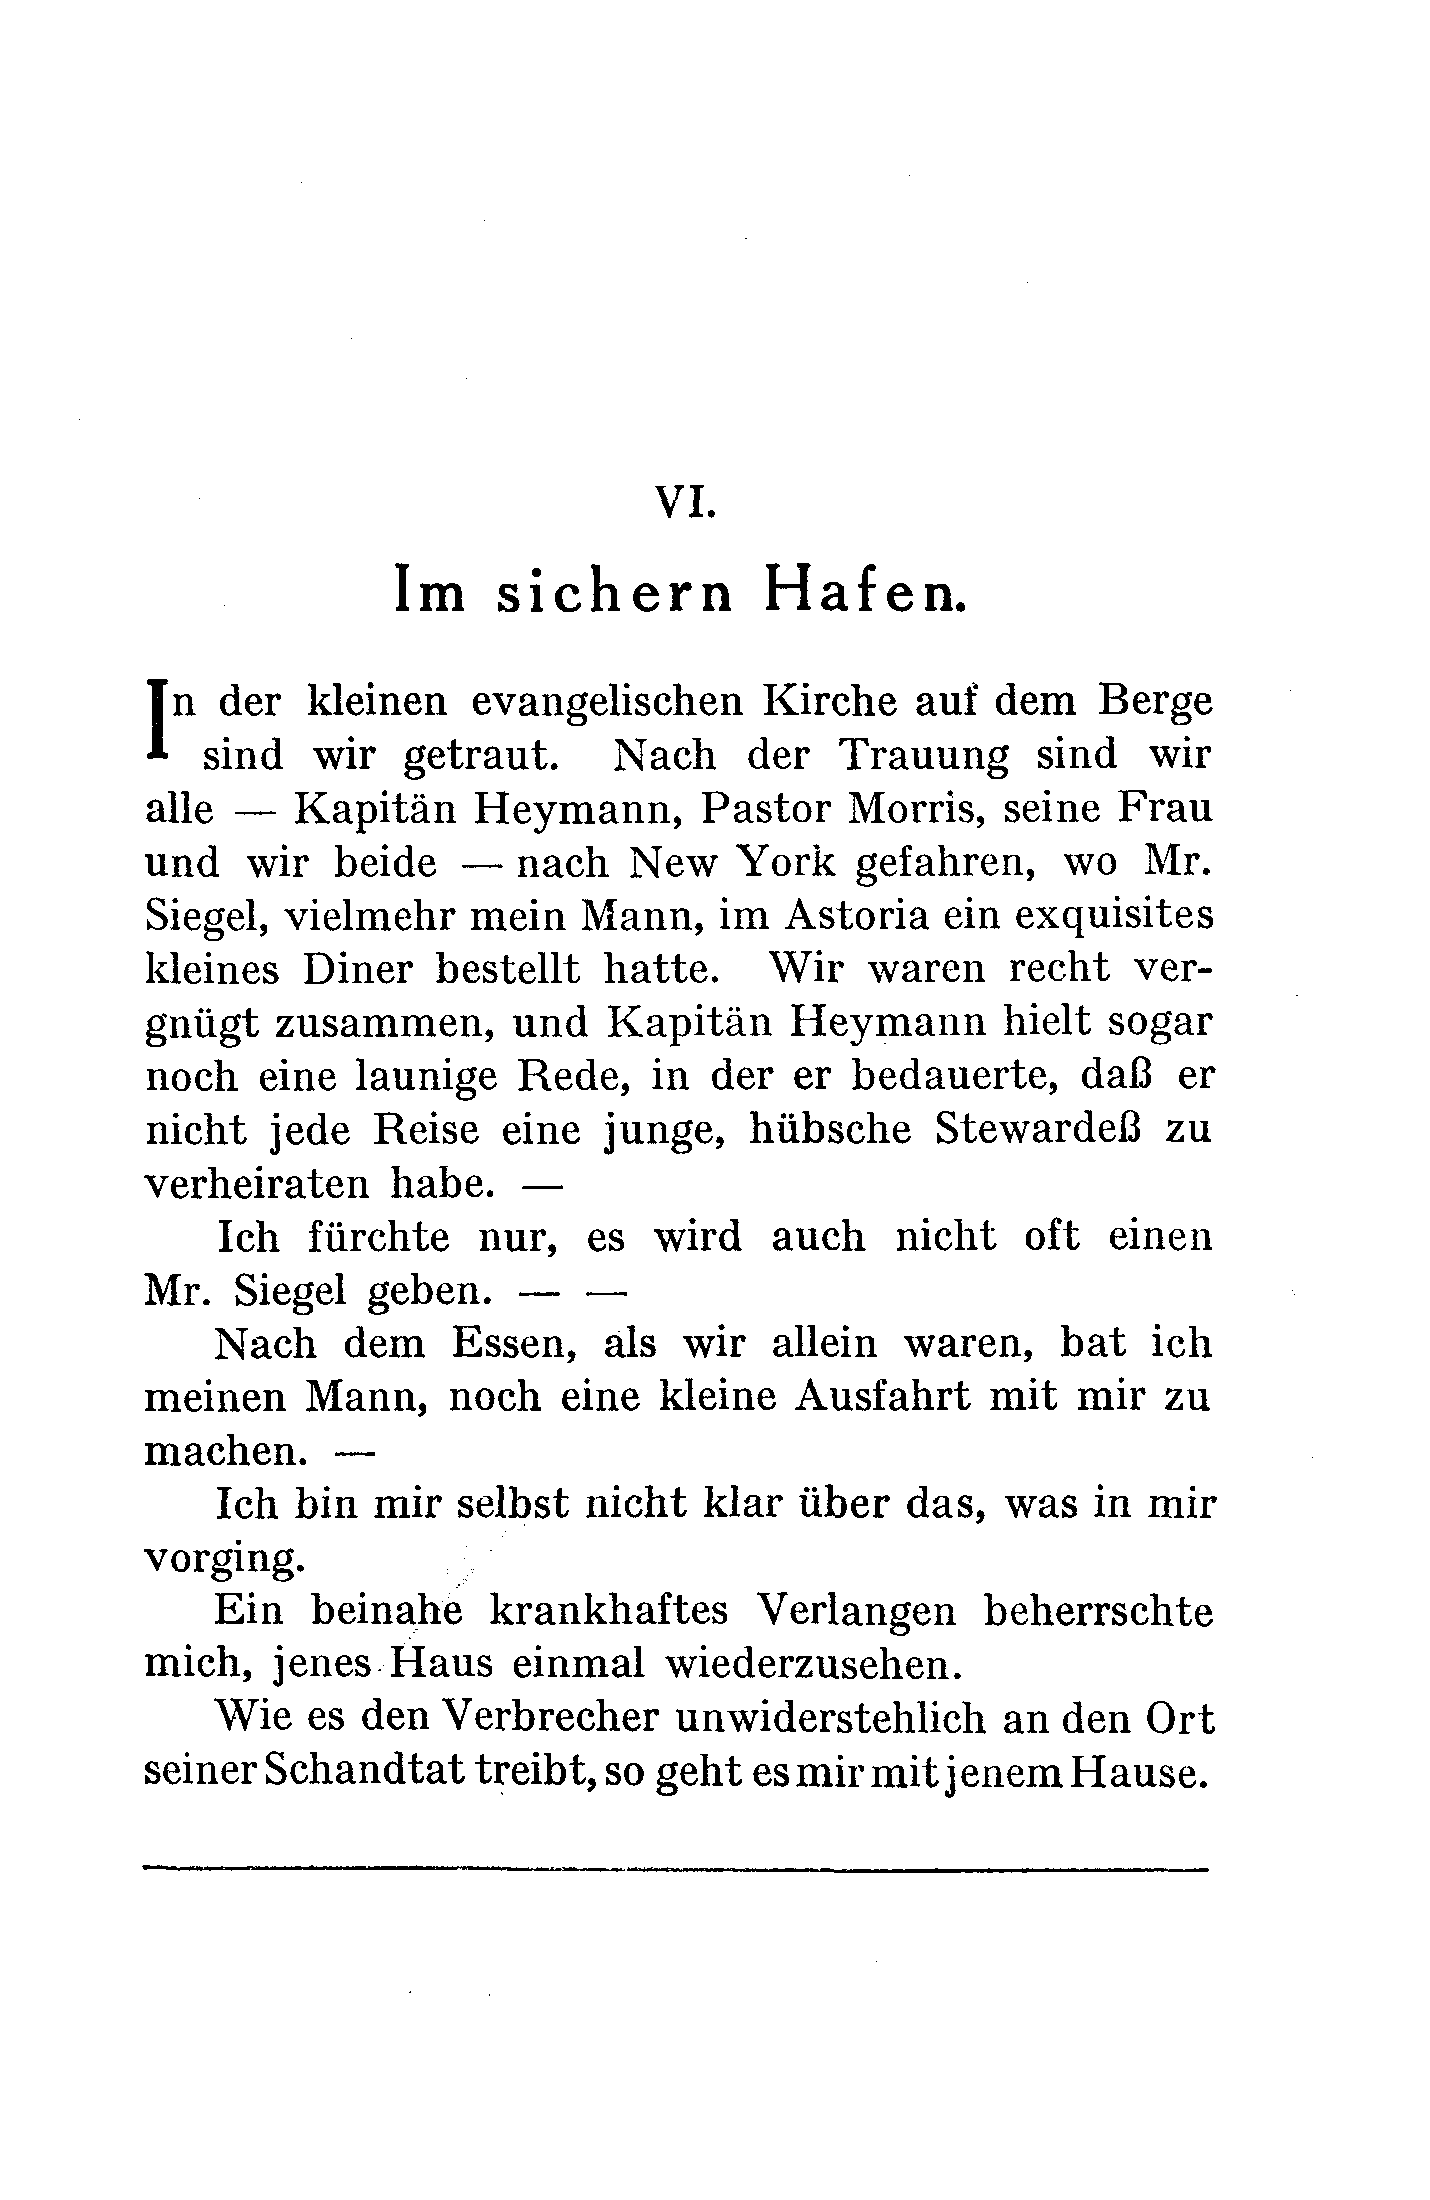 VI.
Im sichern Hafen.
In der kleinen evangelischen Kirche auf dem Berge
sind wir getraut. Nach der Trauung sind wir
alle — Kapitän Heymann, Pastor Morris, seine Frau
und wir beide — nach New York gefahren, wo Mr.
Siegel, vielmehr mein Mann, im Astoria ein exquisites
kleines Diner bestellt hatte. Wir waren recht ver-
gnügt zusammen, und Kapitän Heymann hielt sogar
noch eine launige Rede, in der er bedauerte, daß er
nicht jede Reise eine junge, hübsche Stewardeß zu
verheiraten habe. —
Ich fürchte nur, es wird auch nicht oft einen
Mr. Siegel geben. — —
Nach dem Essen, als wir allein waren, bat ich
meinen Mann, noch eine kleine Ausfahrt mit mir zu
machen. —
Ich bin mir selbst nicht klar über das, was in mir
vorging.
Ein beinahe krankhaftes Verlangen beherrschte
mich, jenes Haus einmal wiederzusehen.
Wie es den Verbrecher unwiderstehlich an den Ort
seiner Schandtat treibt, so geht es mir mit jenem Hause.